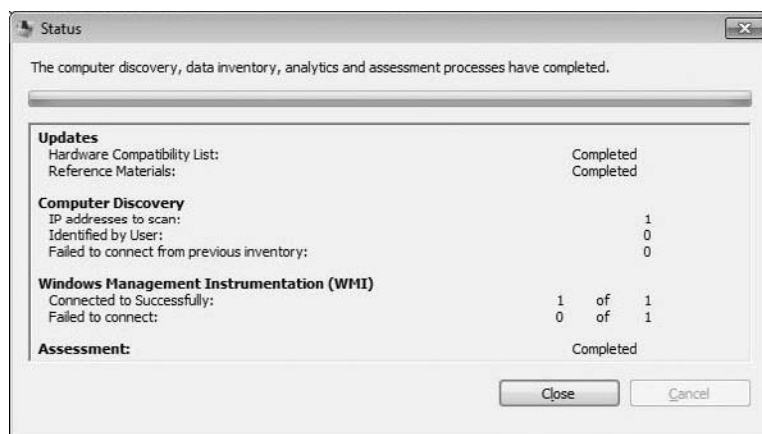 Status
The computer discovery, data inventory, analytics and assessment processes have completed.
Updates
Hardware Compatibility List: Completed
Reference Materials: Completed
Computer Discovery
IP addresses to scan: 1
Identified by User: 0
Failed to connect from previous inventory: 0
Windows Management Instrumentation (WMI)
Connected to Successfully: 1 of 1
Failed to connect: 0 of 1
Assessment: Completed
Close Cancel